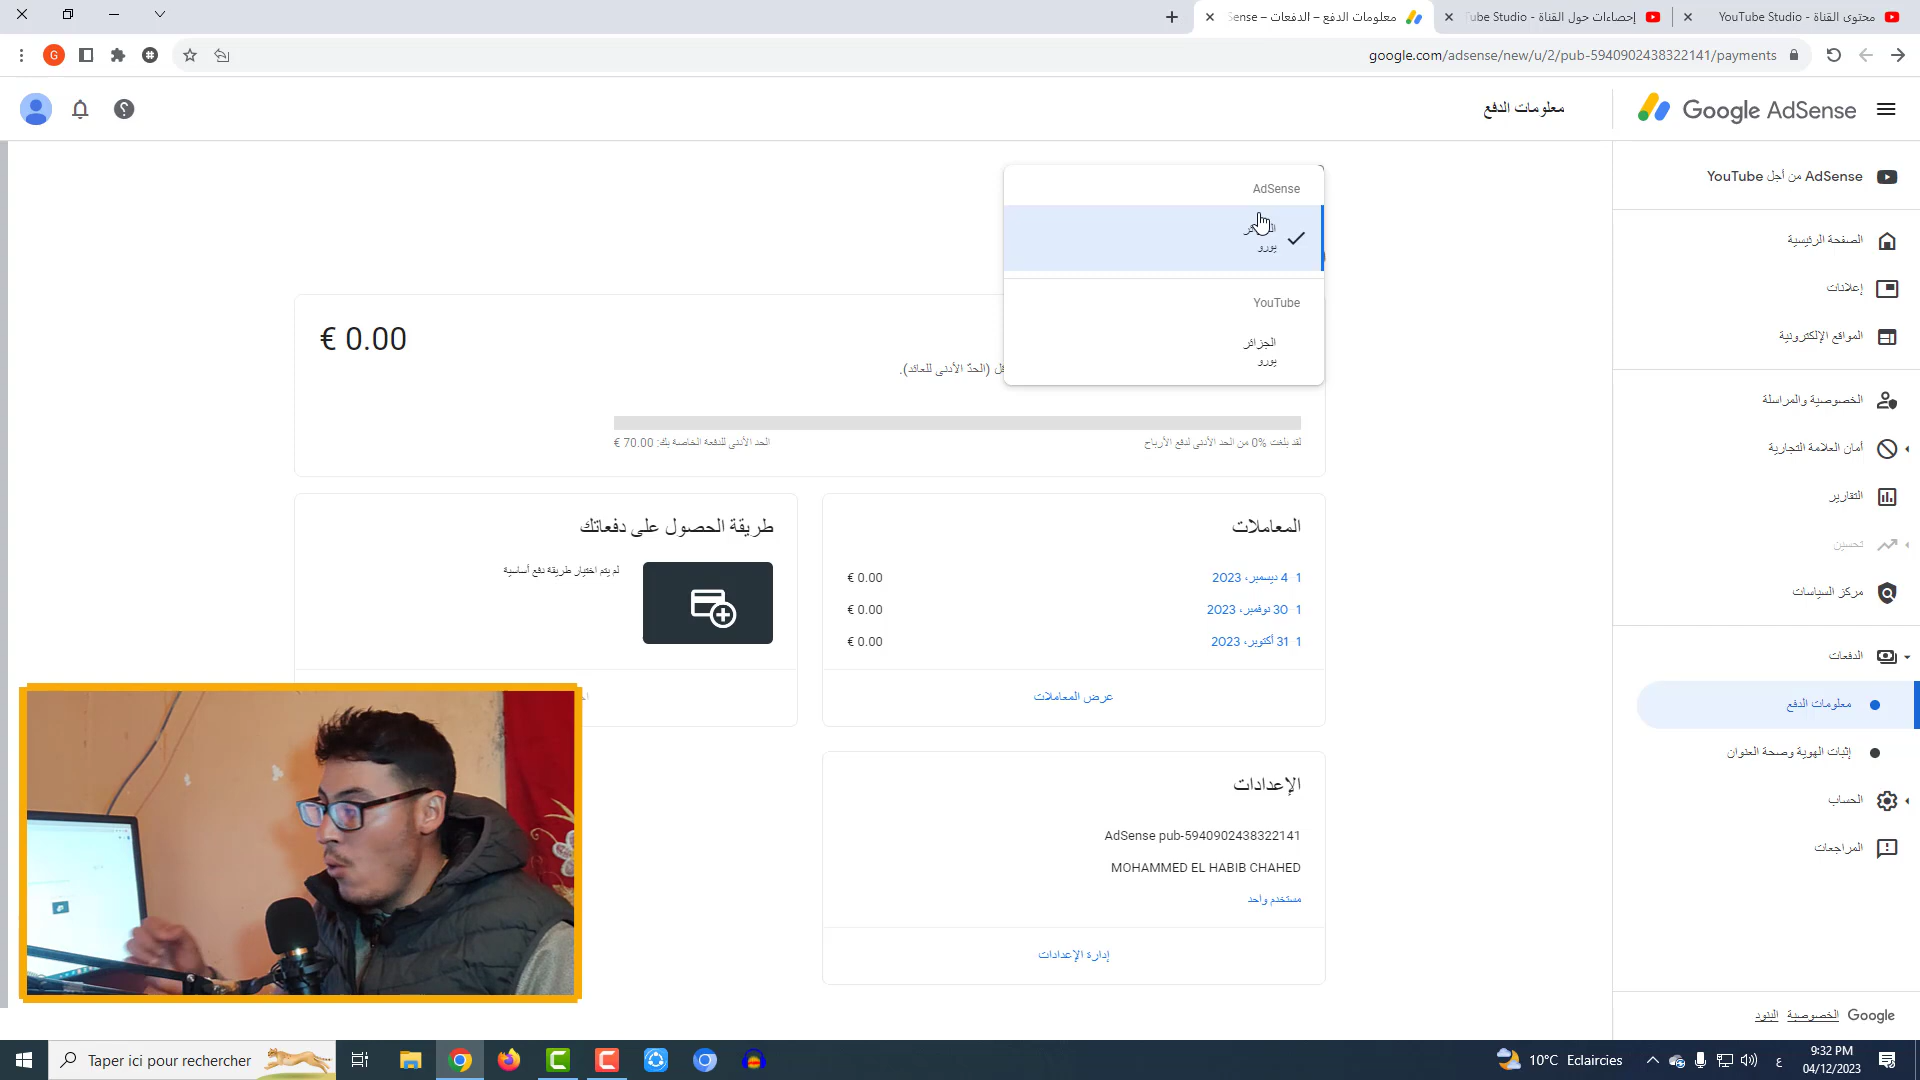 محتوى القناة - YouTube Studio
إحصاءات حول القناة - Tube Studio
معلومات الدفع – الدفعات – Sense
google.com/adsense/new/u/2/pub-5940902438322141/payments
Google AdSense
معلومات الدفع
AdSense من أجل YouTube
الصفحة الرئيسية
إعلانات
المواقع الإلكترونية
الخصوصية والمراسلة
أمان العلامة التجارية
التقارير
تحسين
مركز السياسات
الدفعات
معلومات الدفع
إثبات الهوية وصحة العنوان
الحساب
المراجعات
Google الخصوصية البنود
AdSense
يورو
YouTube
الجزائر
يورو
€ 0.00
(الحدّ الأدنى للعائد).
لقد بلغت 0% من الحد الأدنى لدفع الأرباح
الحد الأدنى للدفعة الخاصة بك: 70.00 €
المعاملات
1 4 ديسمبر، 2023 € 0.00
1 30 نوفمبر، 2023 € 0.00
1 31 أكتوبر، 2023 € 0.00
عرض المعاملات
طريقة الحصول على دفعاتك
لم يتم اختيار طريقة دفع أساسية
الإعدادات
AdSense pub-5940902438322141
MOHAMMED EL HABIB CHAHED
مستخدم واحد
إدارة الإعدادات
Taper ici pour rechercher
10°C Eclaircies
ع
9:32 PM
04/12/2023